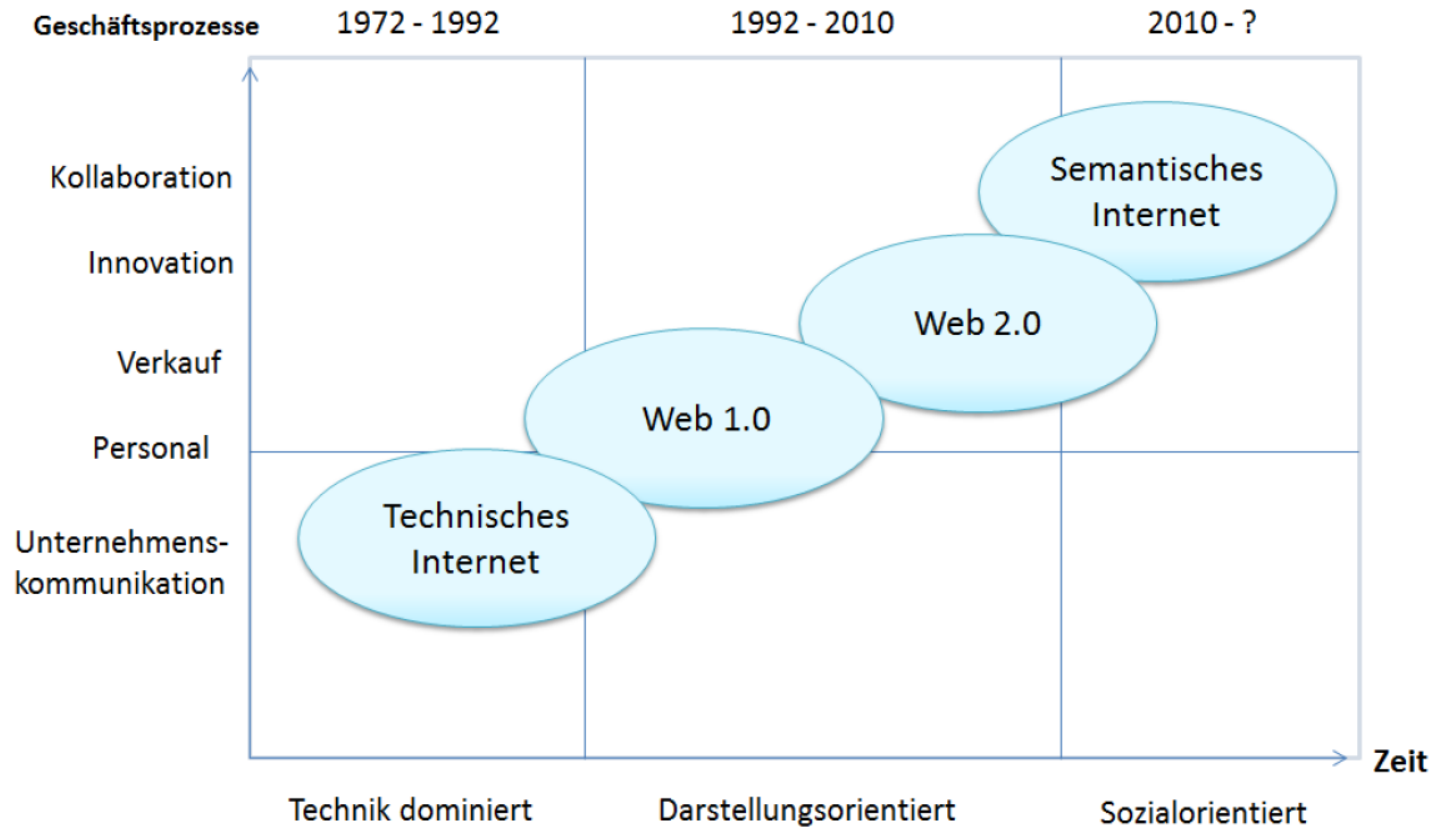 Geschäftsprozesse
1972 - 1992
1992 - 2010
2010 - ?
Kollaboration
Innovation
Verkauf
Personal
Unternehmens-
kommunikation
Semantisches
Internet
Web 2.0
Web 1.0
Technisches
Internet
Zeit
Technik dominiert
Darstellungsorientiert
Sozialorientiert